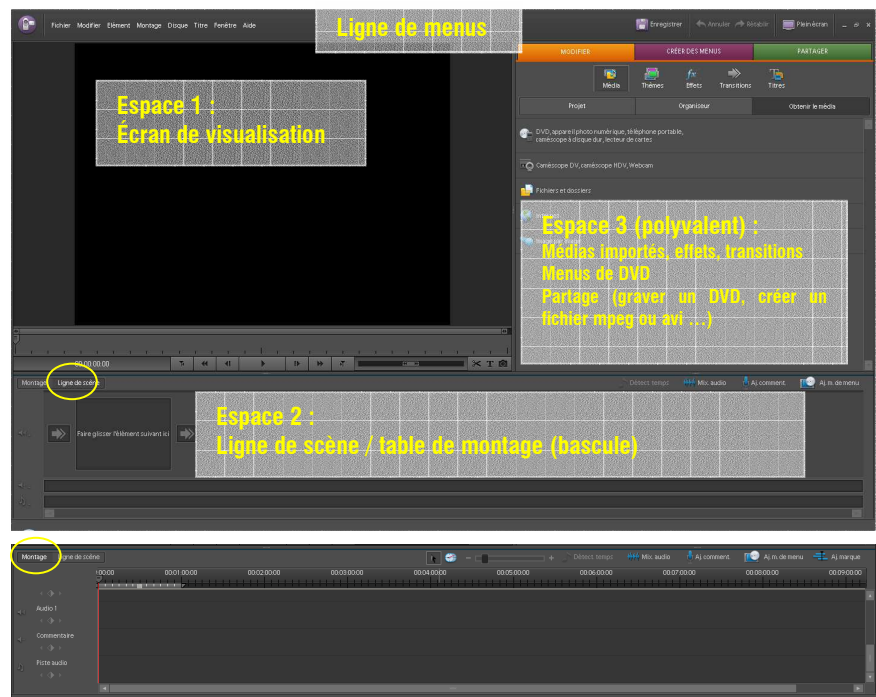 Fichier Modifier Elément Montage Disque Titre Fenêtre Aide
Ligne de menus
Enregistrer Annuler Rétablir Plein écran
MODIFIER CRÉER DES MENUS PARTAGER
Média Thèmes Effets Transitions Titres
Projet Organiseur Obtenir le média
Espace 1 :
Écran de visualisation
DVD, appareil photo numérique, téléphone portable,
caméscope à disque dur, lecteur de cartes
Caméscope DV, caméscope HDV, Webcam
Fichiers et dossiers
Espace 3 (polyvalent) :
Médias importés, effets, transitions
Menus de DVD
Partage (graver un DVD, créer un
fichier mpeg ou avi …)
00;00;00;00
Montage Ligne de scène Détect. temps Mix. audio Aj. comment. Aj. m. de menu
Faire glisser l'élément suivant ici
Espace 2 :
Ligne de scène / table de montage (bascule)
Montage Ligne de scène Détect. temps Mix. audio Aj. comment. Aj. m. de menu Aj. marque
00;01;00;00 00;02;00;00 00;03;00;00 00;04;00;00 00;05;00;00 00;06;00;00 00;07;00;00 00;08;00;00 00;09;00;00
Audio 1
Commentaire
Piste audio